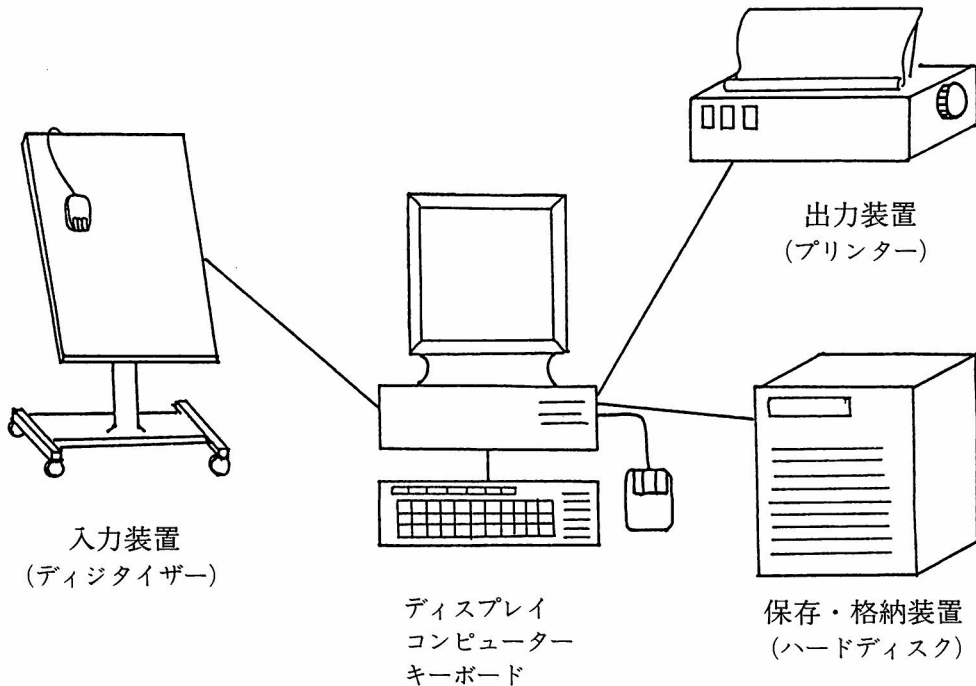 出力装置
(プリンター)
入力装置
(ディジタイザー)
ディスプレイ
コンピューター
キーボード
保存・格納装置
(ハードディスク)